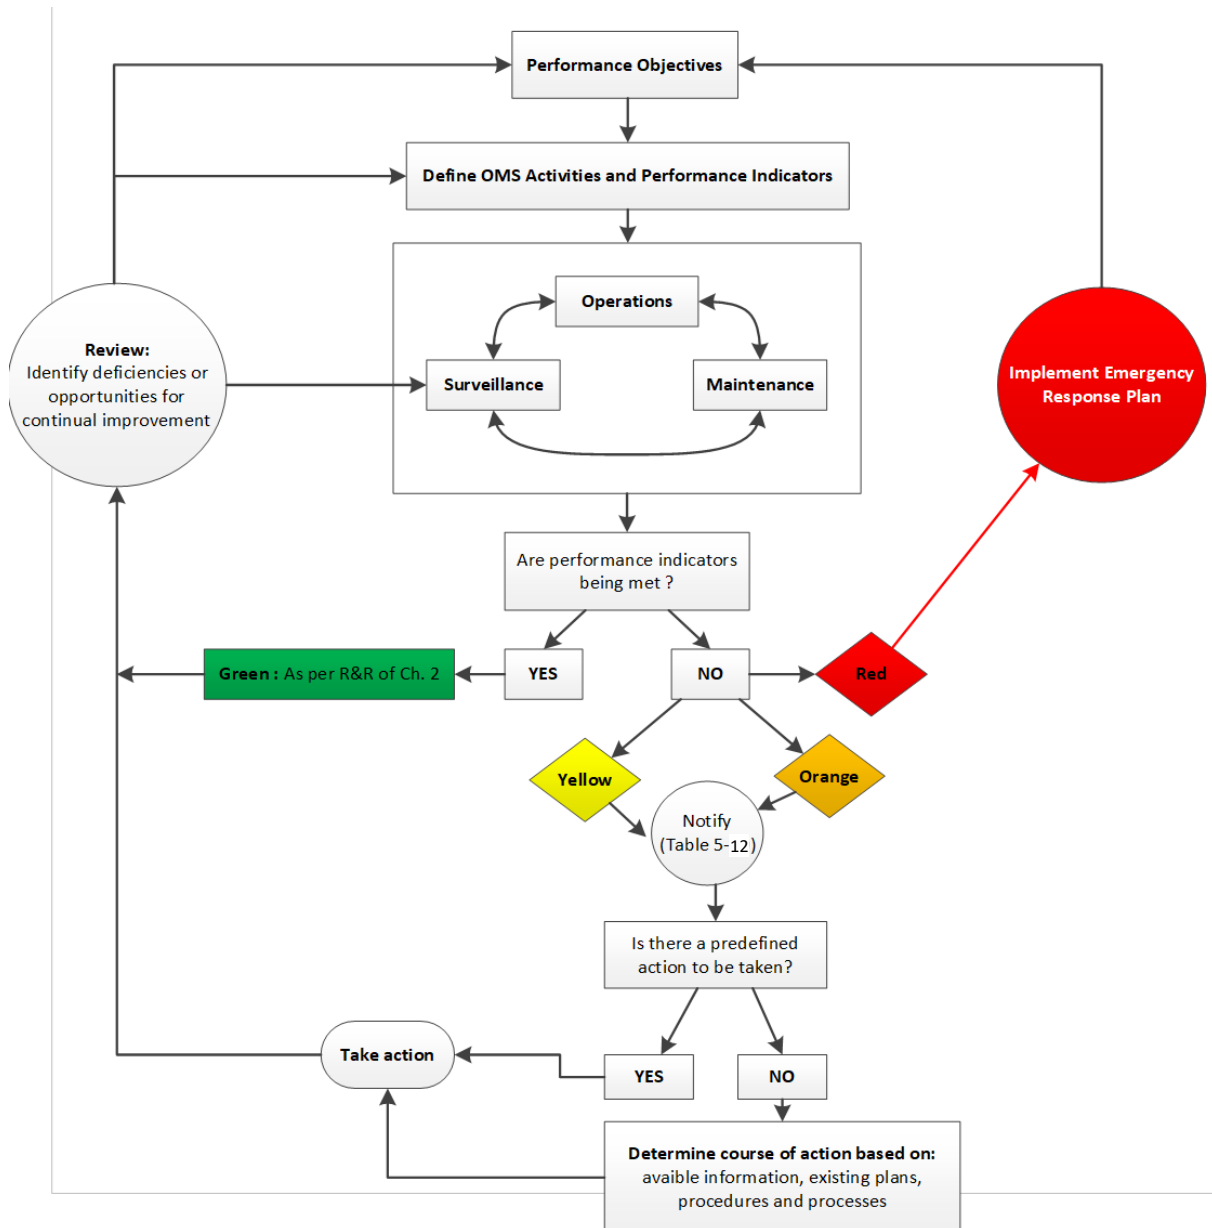 Performance Objectives
Define OMS Activities and Performance Indicators
Operations
Surveillance
Maintenance
Review:
Identify deficiencies or
opportunities for
continual improvement
Implement Emergency
Response Plan
Are performance indicators
being met ?
Green : As per R&R of Ch. 2
YES
NO
Red
Yellow
Orange
Notify
(Table 5-12)
Is there a predefined
action to be taken?
Take action
YES
NO
Determine course of action based on:
avaible information, existing plans,
procedures and processes